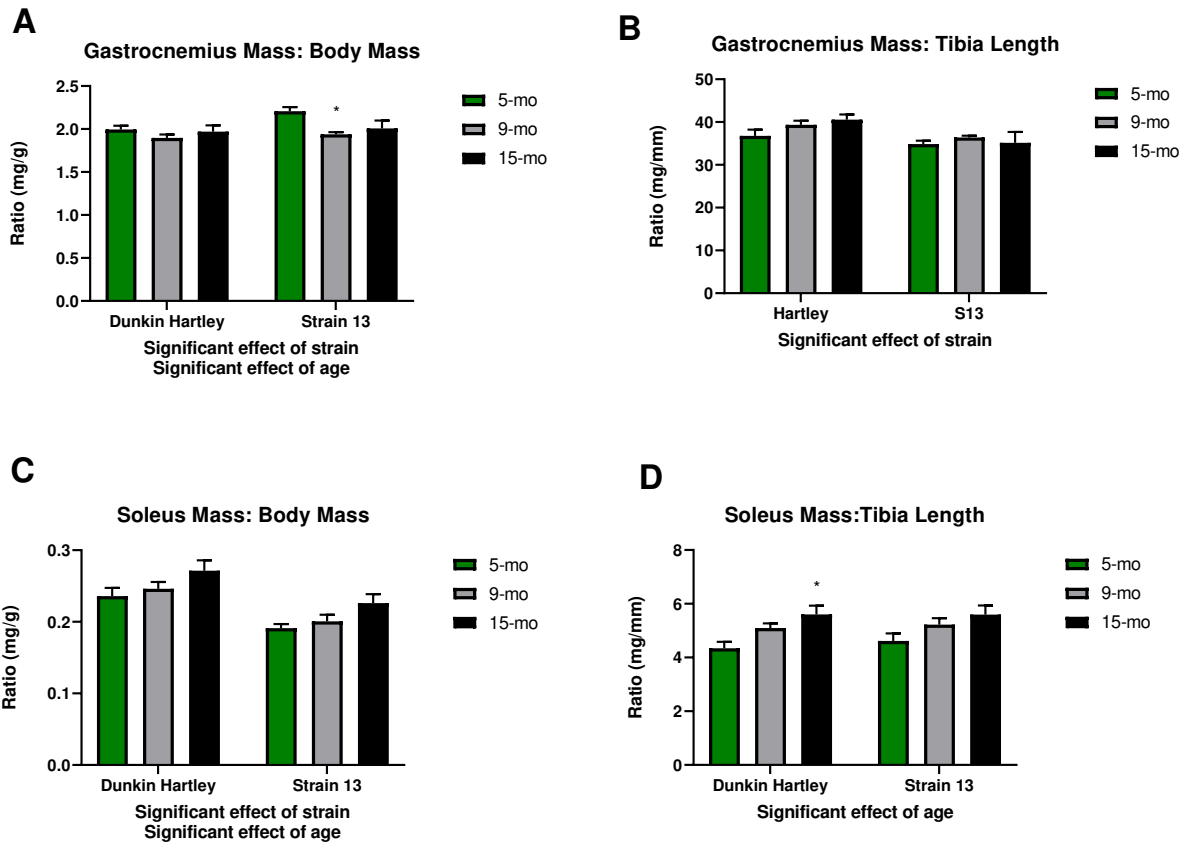 A
Gastrocnemius Mass: Body Mass
Ratio (mg/g)
2.5
2.0
1.5
1.0
0.5
0.0
*
5-mo
9-mo
15-mo
Dunkin Hartley
Strain 13
Significant effect of strain
Significant effect of age
B
Gastrocnemius Mass: Tibia Length
Ratio (mg/mm)
50
40
30
20
10
0
5-mo
9-mo
15-mo
Hartley
S13
Significant effect of strain
C
Soleus Mass: Body Mass
Ratio (mg/g)
0.3
0.2
0.1
0.0
5-mo
9-mo
15-mo
Dunkin Hartley
Strain 13
Significant effect of strain
Significant effect of age
D
Soleus Mass:Tibia Length
Ratio (mg/mm)
8
6
4
2
0
*
5-mo
9-mo
15-mo
Dunkin Hartley
Strain 13
Significant effect of age